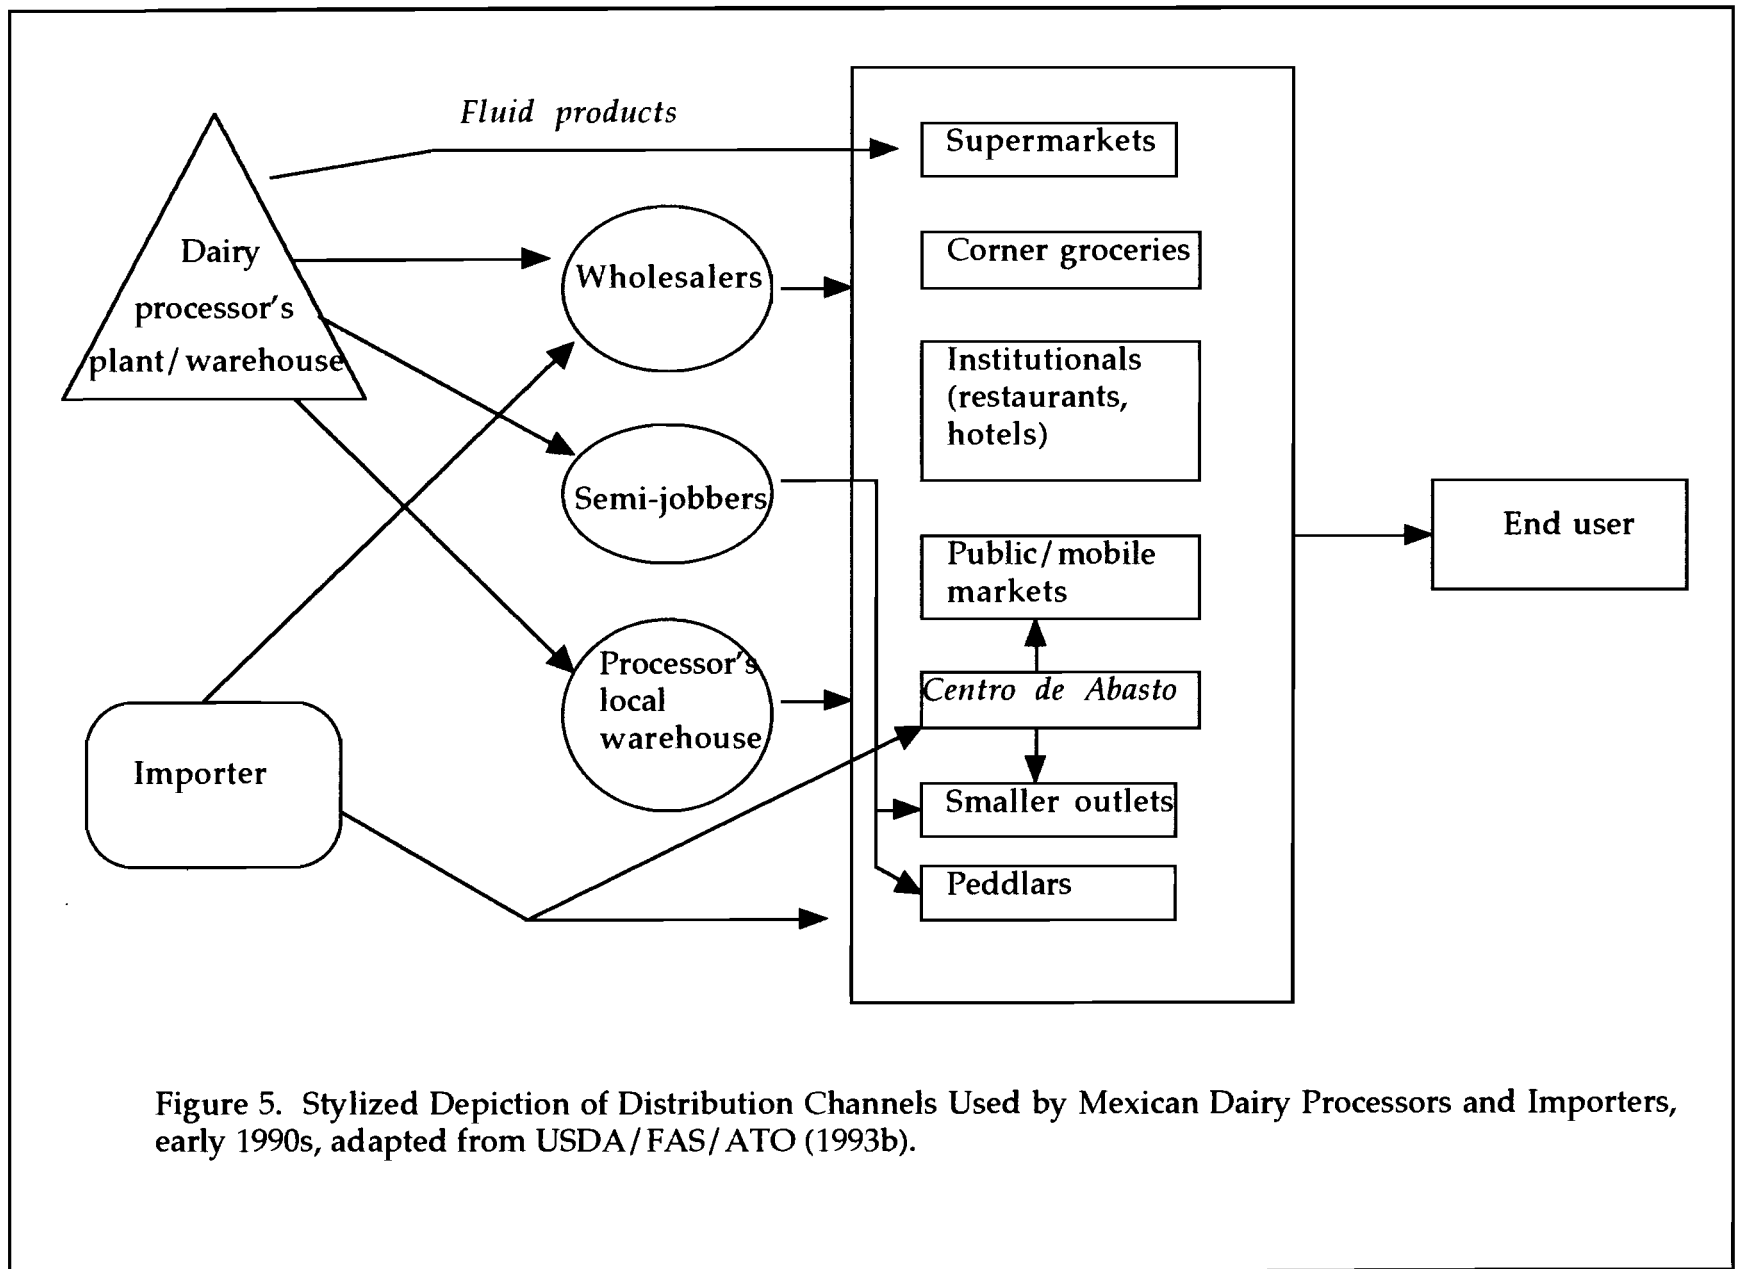 Fluid products
Dairy
processor's
plant/warehouse
Importer
Wholesalers
Semi-jobbers
Processor's
local
warehouse
Supermarkets
Corner groceries
Institutionals
(restaurants,
hotels)
Public/mobile
markets
Centro de Abasto
Smaller outlets
Peddlars
End user
Figure 5. Stylized Depiction of Distribution Channels Used by Mexican Dairy Processors and Importers,
early 1990s, adapted from USDA/FAS/ATO (1993b).